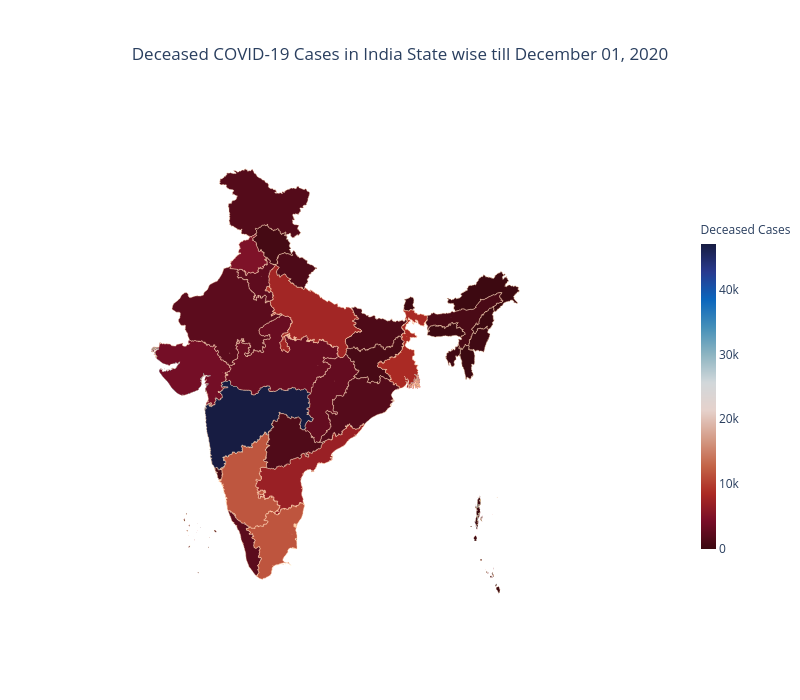 Deceased COVID-19 Cases in India State wise till December 01, 2020
Deceased Cases
40k
30k
20k
10k
0